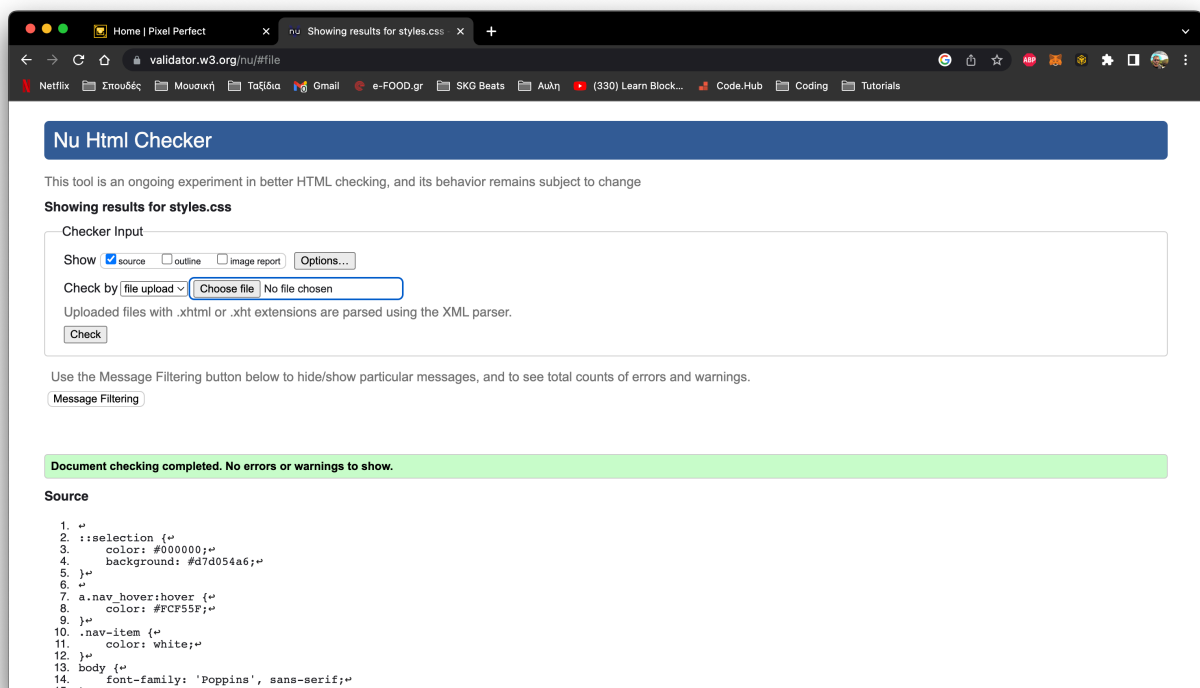 Home | Pixel Perfect
nu Showing results for styles.css
validator.w3.org/nu/#file
ABP
Netflix Σπουδές Μουσική Ταξίδια Gmail e-FOOD.gr SKG Beats Αυλη (330) Learn Block... Code.Hub Coding Tutorials
Nu Html Checker
This tool is an ongoing experiment in better HTML checking, and its behavior remains subject to change
Showing results for styles.css
Checker Input
Show source outline image report Options...
Check by file upload Choose file No file chosen
Uploaded files with .xhtml or .xht extensions are parsed using the XML parser.
Check
Use the Message Filtering button below to hide/show particular messages, and to see total counts of errors and warnings.
Message Filtering
Document checking completed. No errors or warnings to show.
Source
1. ↩
2. ::selection {↩
3. color: #000000;↩
4. background: #d7d054a6;↩
5. }↩
6. ↩
7. a.nav_hover:hover {↩
8. color: #FCF55F;↩
9. }↩
10. .nav-item {↩
11. color: white;↩
12. }↩
13. body {↩
14. font-family: 'Poppins', sans-serif;↩